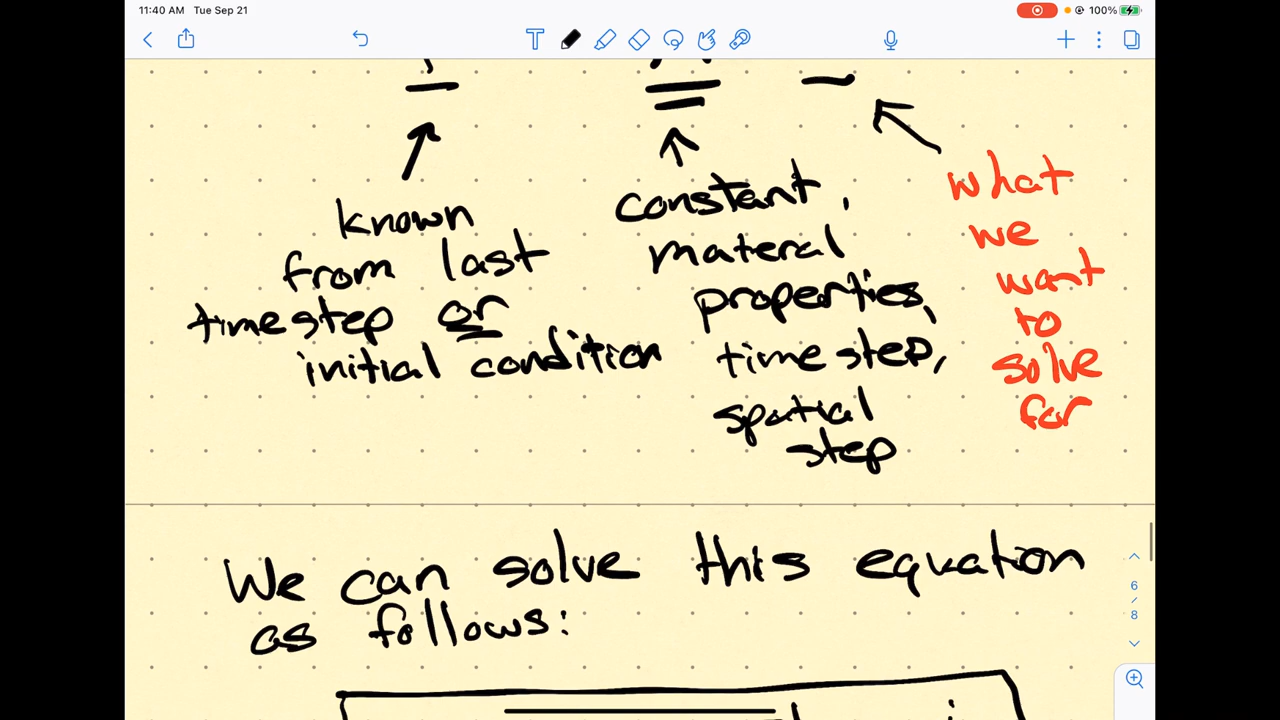 11:40 AM Tue Sep 21
100%
known
from last
timestep or
initial condition
constant,
materal
properties,
time step,
spatial
step
what
we
want
to
solve
for
We can solve this equation
as follows:
6
/
8